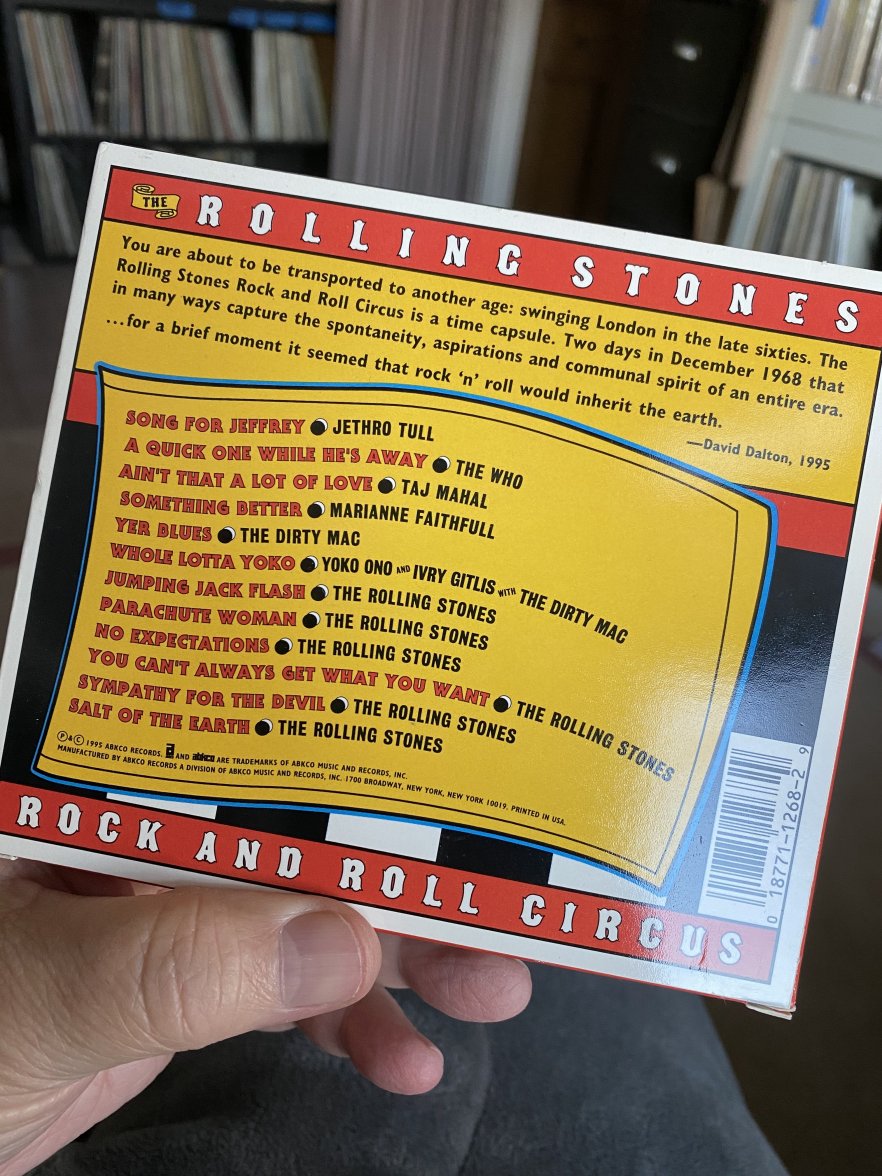 THE ROLLING STONES
You are about to be transported to another age: swinging London in the late sixties. The
Rolling Stones Rock and Roll Circus is a time capsule. Two days in December 1968 that
in many ways capture the spontaneity, aspirations and communal spirit of an entire era.
...for a brief moment it seemed that rock ‘n’ roll would inherit the earth.
—David Dalton, 1995
SONG FOR JEFFREY JETHRO TULL
A QUICK ONE WHILE HE'S AWAY THE WHO
AIN'T THAT A LOT OF LOVE TAJ MAHAL
SOMETHING BETTER MARIANNE FAITHFULL
YER BLUES THE DIRTY MAC
WHOLE LOTTA YOKO YOKO ONO AND IVRY GITLIS WITH THE DIRTY MAC
JUMPING JACK FLASH THE ROLLING STONES
PARACHUTE WOMAN THE ROLLING STONES
NO EXPECTATIONS THE ROLLING STONES
YOU CAN'T ALWAYS GET WHAT YOU WANT THE ROLLING STONES
SYMPATHY FOR THE DEVIL THE ROLLING STONES
SALT OF THE EARTH THE ROLLING STONES
℗&© 1995 ABKCO RECORDS. AND abkco ARE TRADEMARKS OF ABKCO MUSIC AND RECORDS, INC.
MANUFACTURED BY ABKCO RECORDS A DIVISION OF ABKCO MUSIC AND RECORDS, INC. 1700 BROADWAY, NEW YORK, NEW YORK 10019. PRINTED IN USA.
0 18771-1268-2 9
ROCK AND ROLL CIRCUS